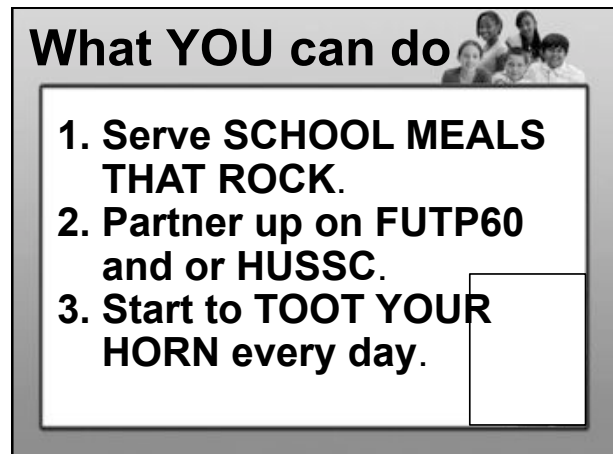 What YOU can do
1. Serve SCHOOL MEALS
THAT ROCK.
2. Partner up on FUTP60
and or HUSSC.
3. Start to TOOT YOUR
HORN every day.